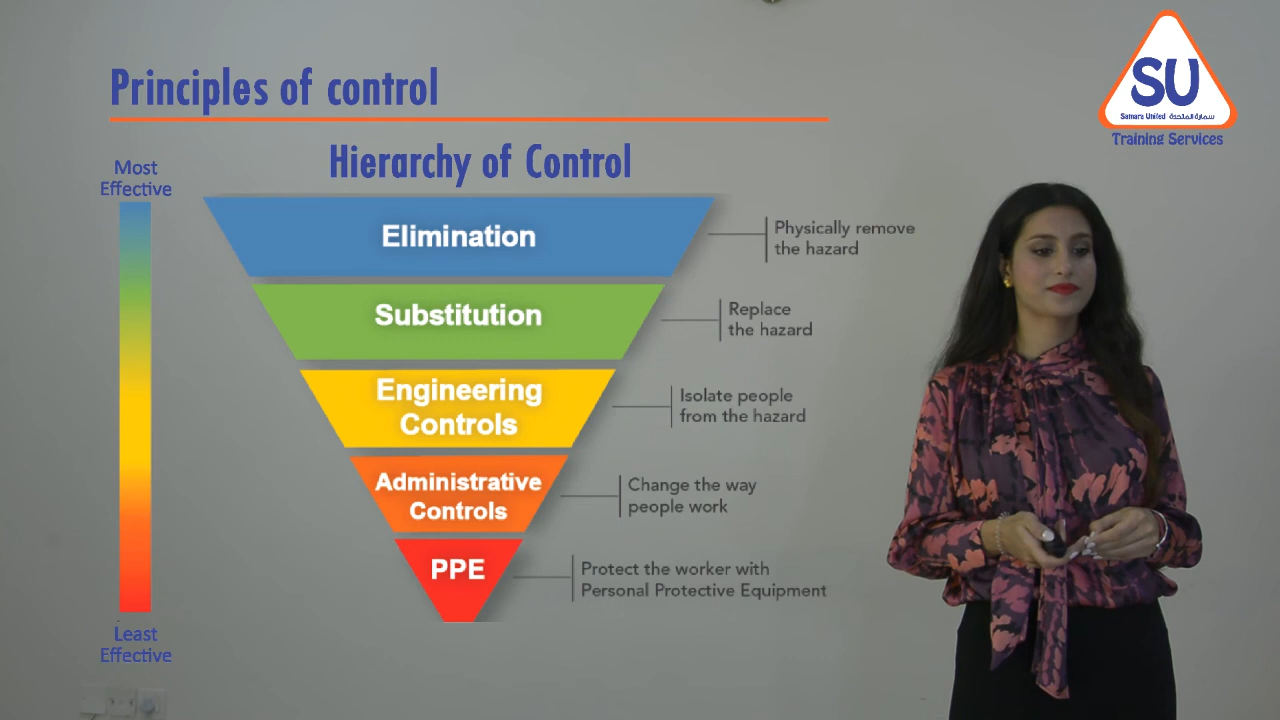 Principles of control
SU
Samara United سمارة المتحدة
Training Services
Hierarchy of Control
Most
Effective
Elimination
Physically remove
the hazard
Substitution
Replace
the hazard
Engineering
Controls
Isolate people
from the hazard
Administrative
Controls
Change the way
people work
PPE
Protect the worker with
Personal Protective Equipment
Least
Effective